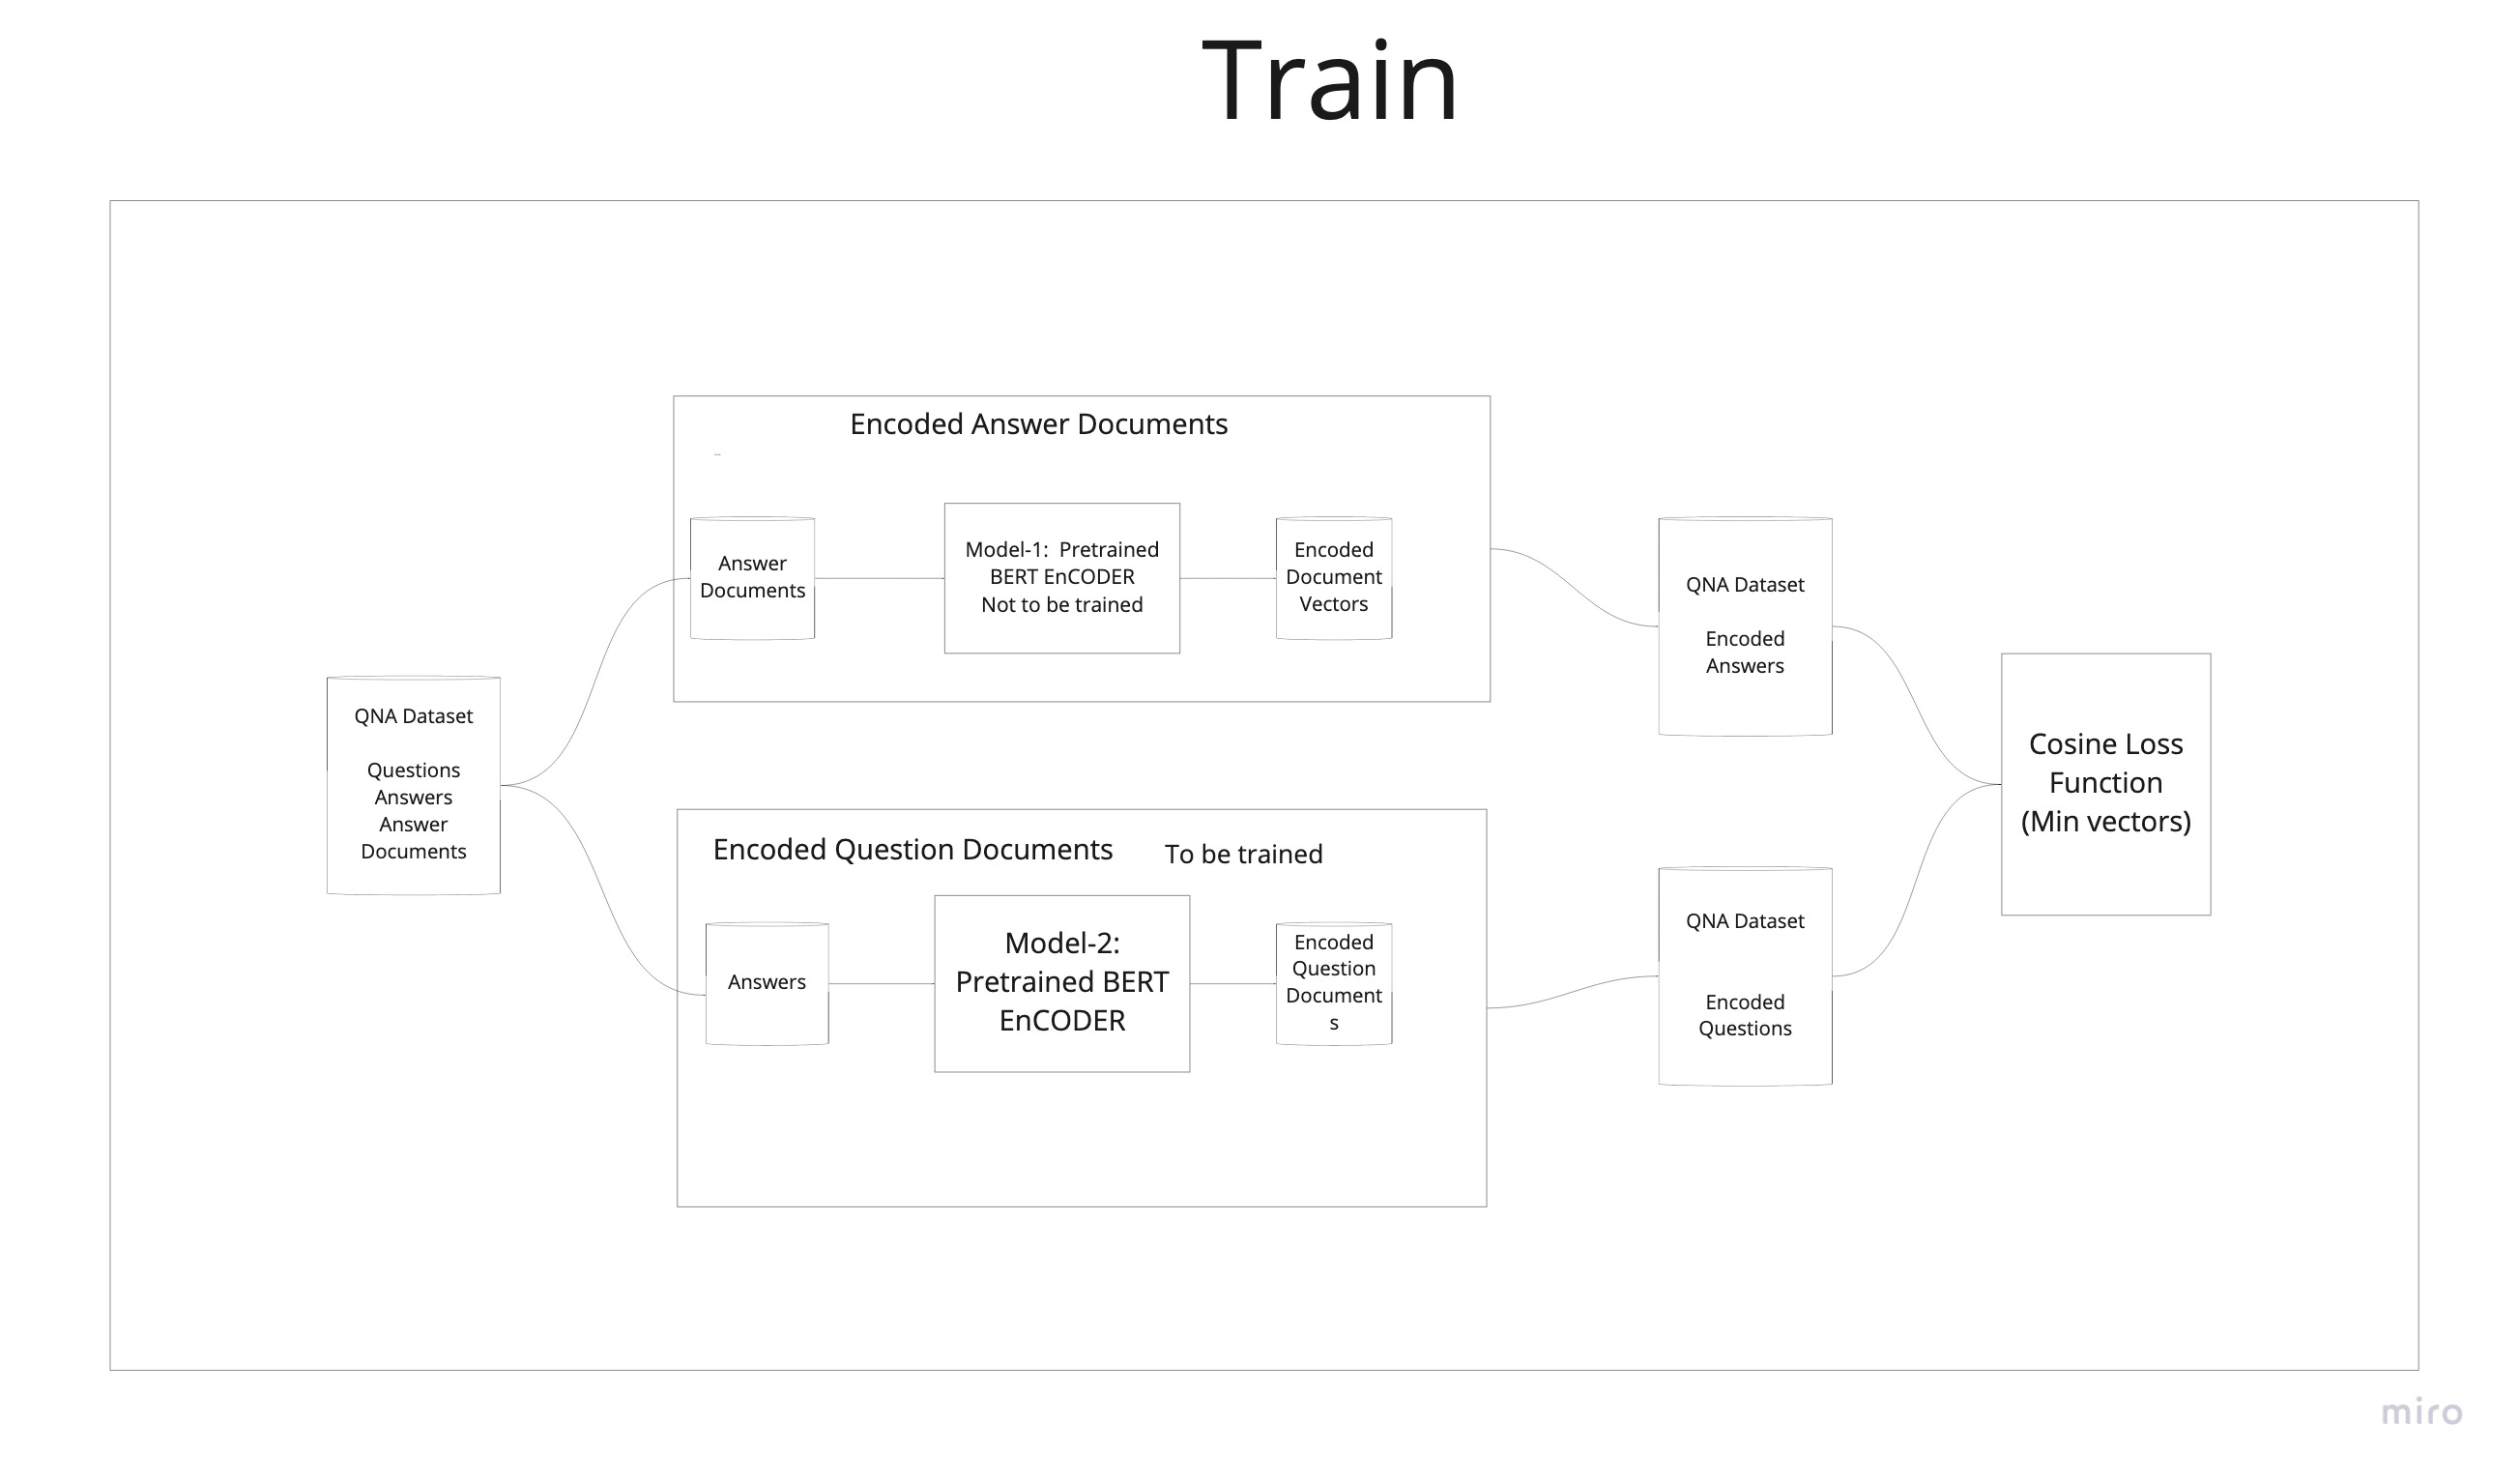 Train
Encoded Answer Documents
Answer
Documents
Model-1:  Pretrained
BERT EnCODER
Not to be trained
Encoded
Document
Vectors
QNA Dataset
Encoded
Answers
QNA Dataset
Questions
Answers
Answer
Documents
Cosine Loss
Function
(Min vectors)
Encoded Question Documents
To be trained
Answers
Model-2:
Pretrained BERT
EnCODER
Encoded
Question
Document
s
QNA Dataset
Encoded
Questions
miro